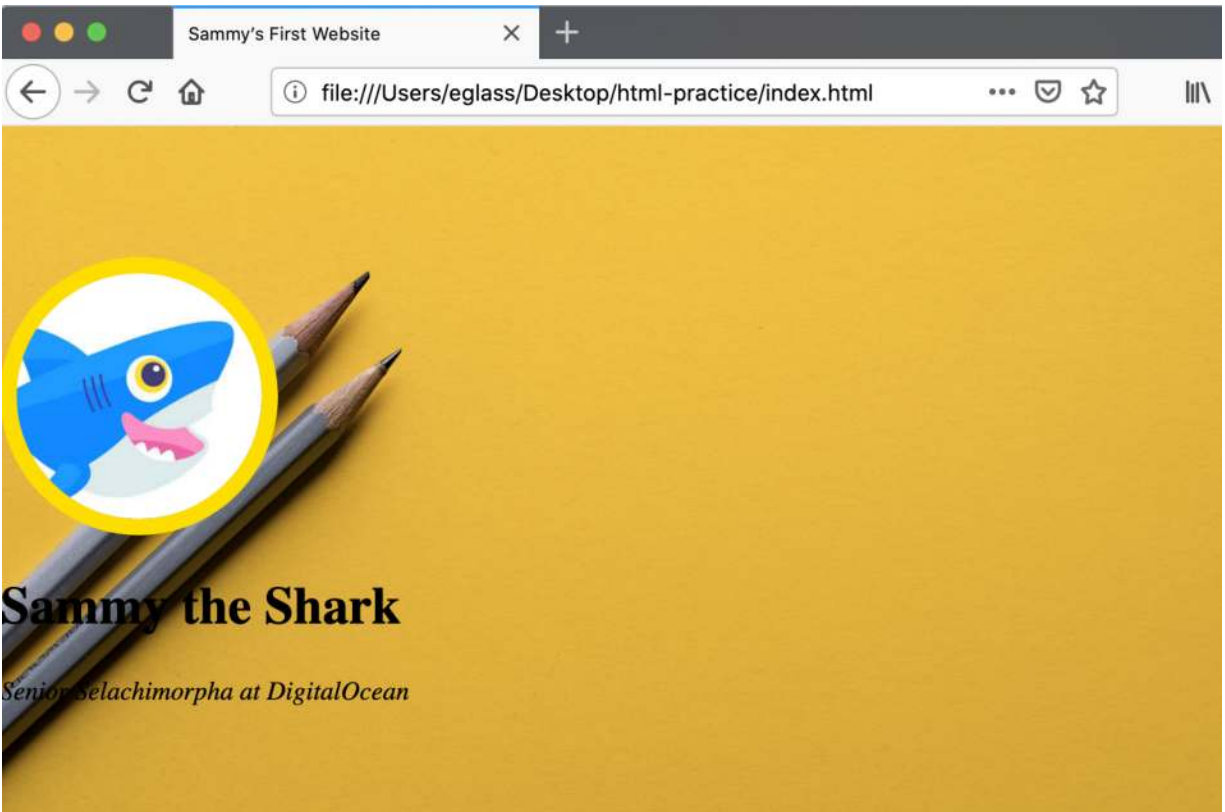 Sammy's First Website
file:///Users/eglass/Desktop/html-practice/index.html
Sammy the Shark
Senior Selachimorpha at DigitalOcean